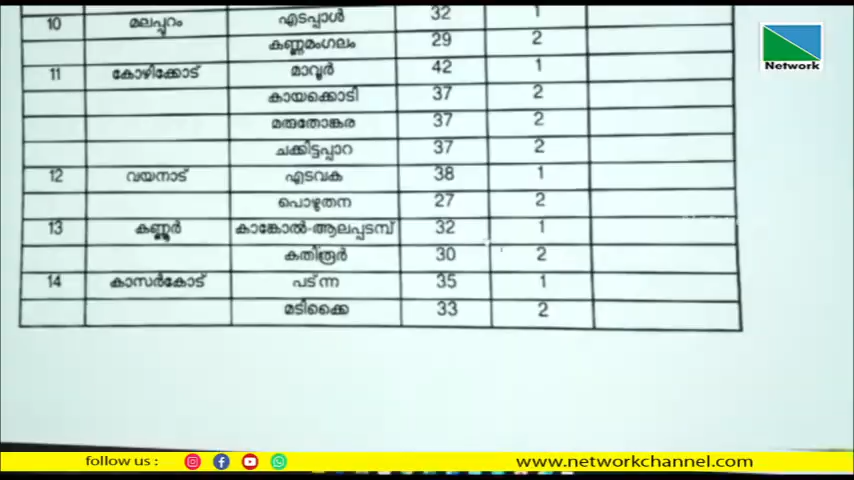 10 മലപ്പുറം എടപ്പാൾ 32 1
കണ്ണമംഗലം 29 2
11 കോഴിക്കോട് മാവൂർ 42 1
കായക്കൊടി 37 2
മരുതോങ്കര 37 2
ചക്കിട്ടപ്പാറ 37 2
12 വയനാട് എടവക 38 1
പൊഴുതന 27 2
13 കണ്ണൂർ കാങ്കോൽ-ആലപ്പടമ്പ് 32 1
കതിരൂർ 30 2
14 കാസർകോട് പടന്ന 35 1
മടിക്കൈ 33 2
Network
follow us :
www.networkchannel.com